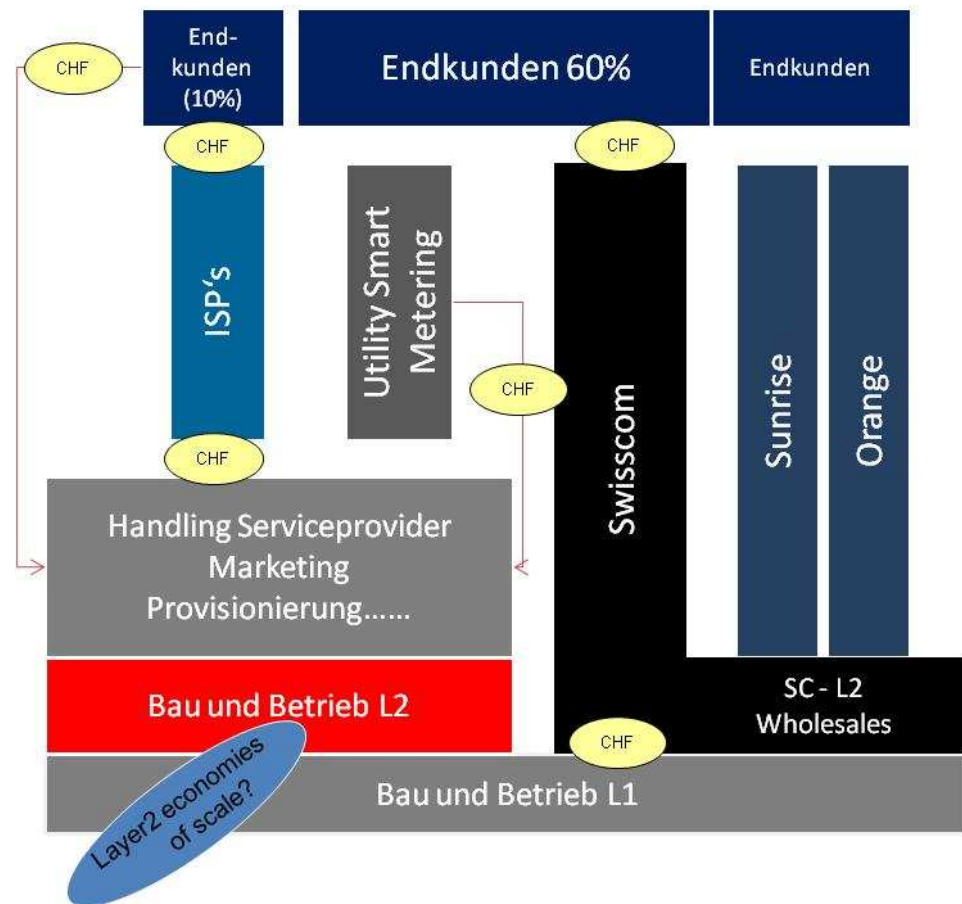 End-
kunden
(10%)
CHF
Endkunden 60%
Endkunden
CHF
CHF
ISP's
Utility Smart
Metering
CHF
Swisscom
Sunrise
Orange
CHF
Handling Serviceprovider
Marketing
Provisionierung......
Bau und Betrieb L2
SC - L2
Wholesales
CHF
Bau und Betrieb L1
Layer2 economies
of scale?